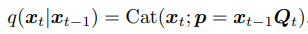 q(x_t|x_{t−1}) = Cat(x_t; p = x_{t−1}Q_t)